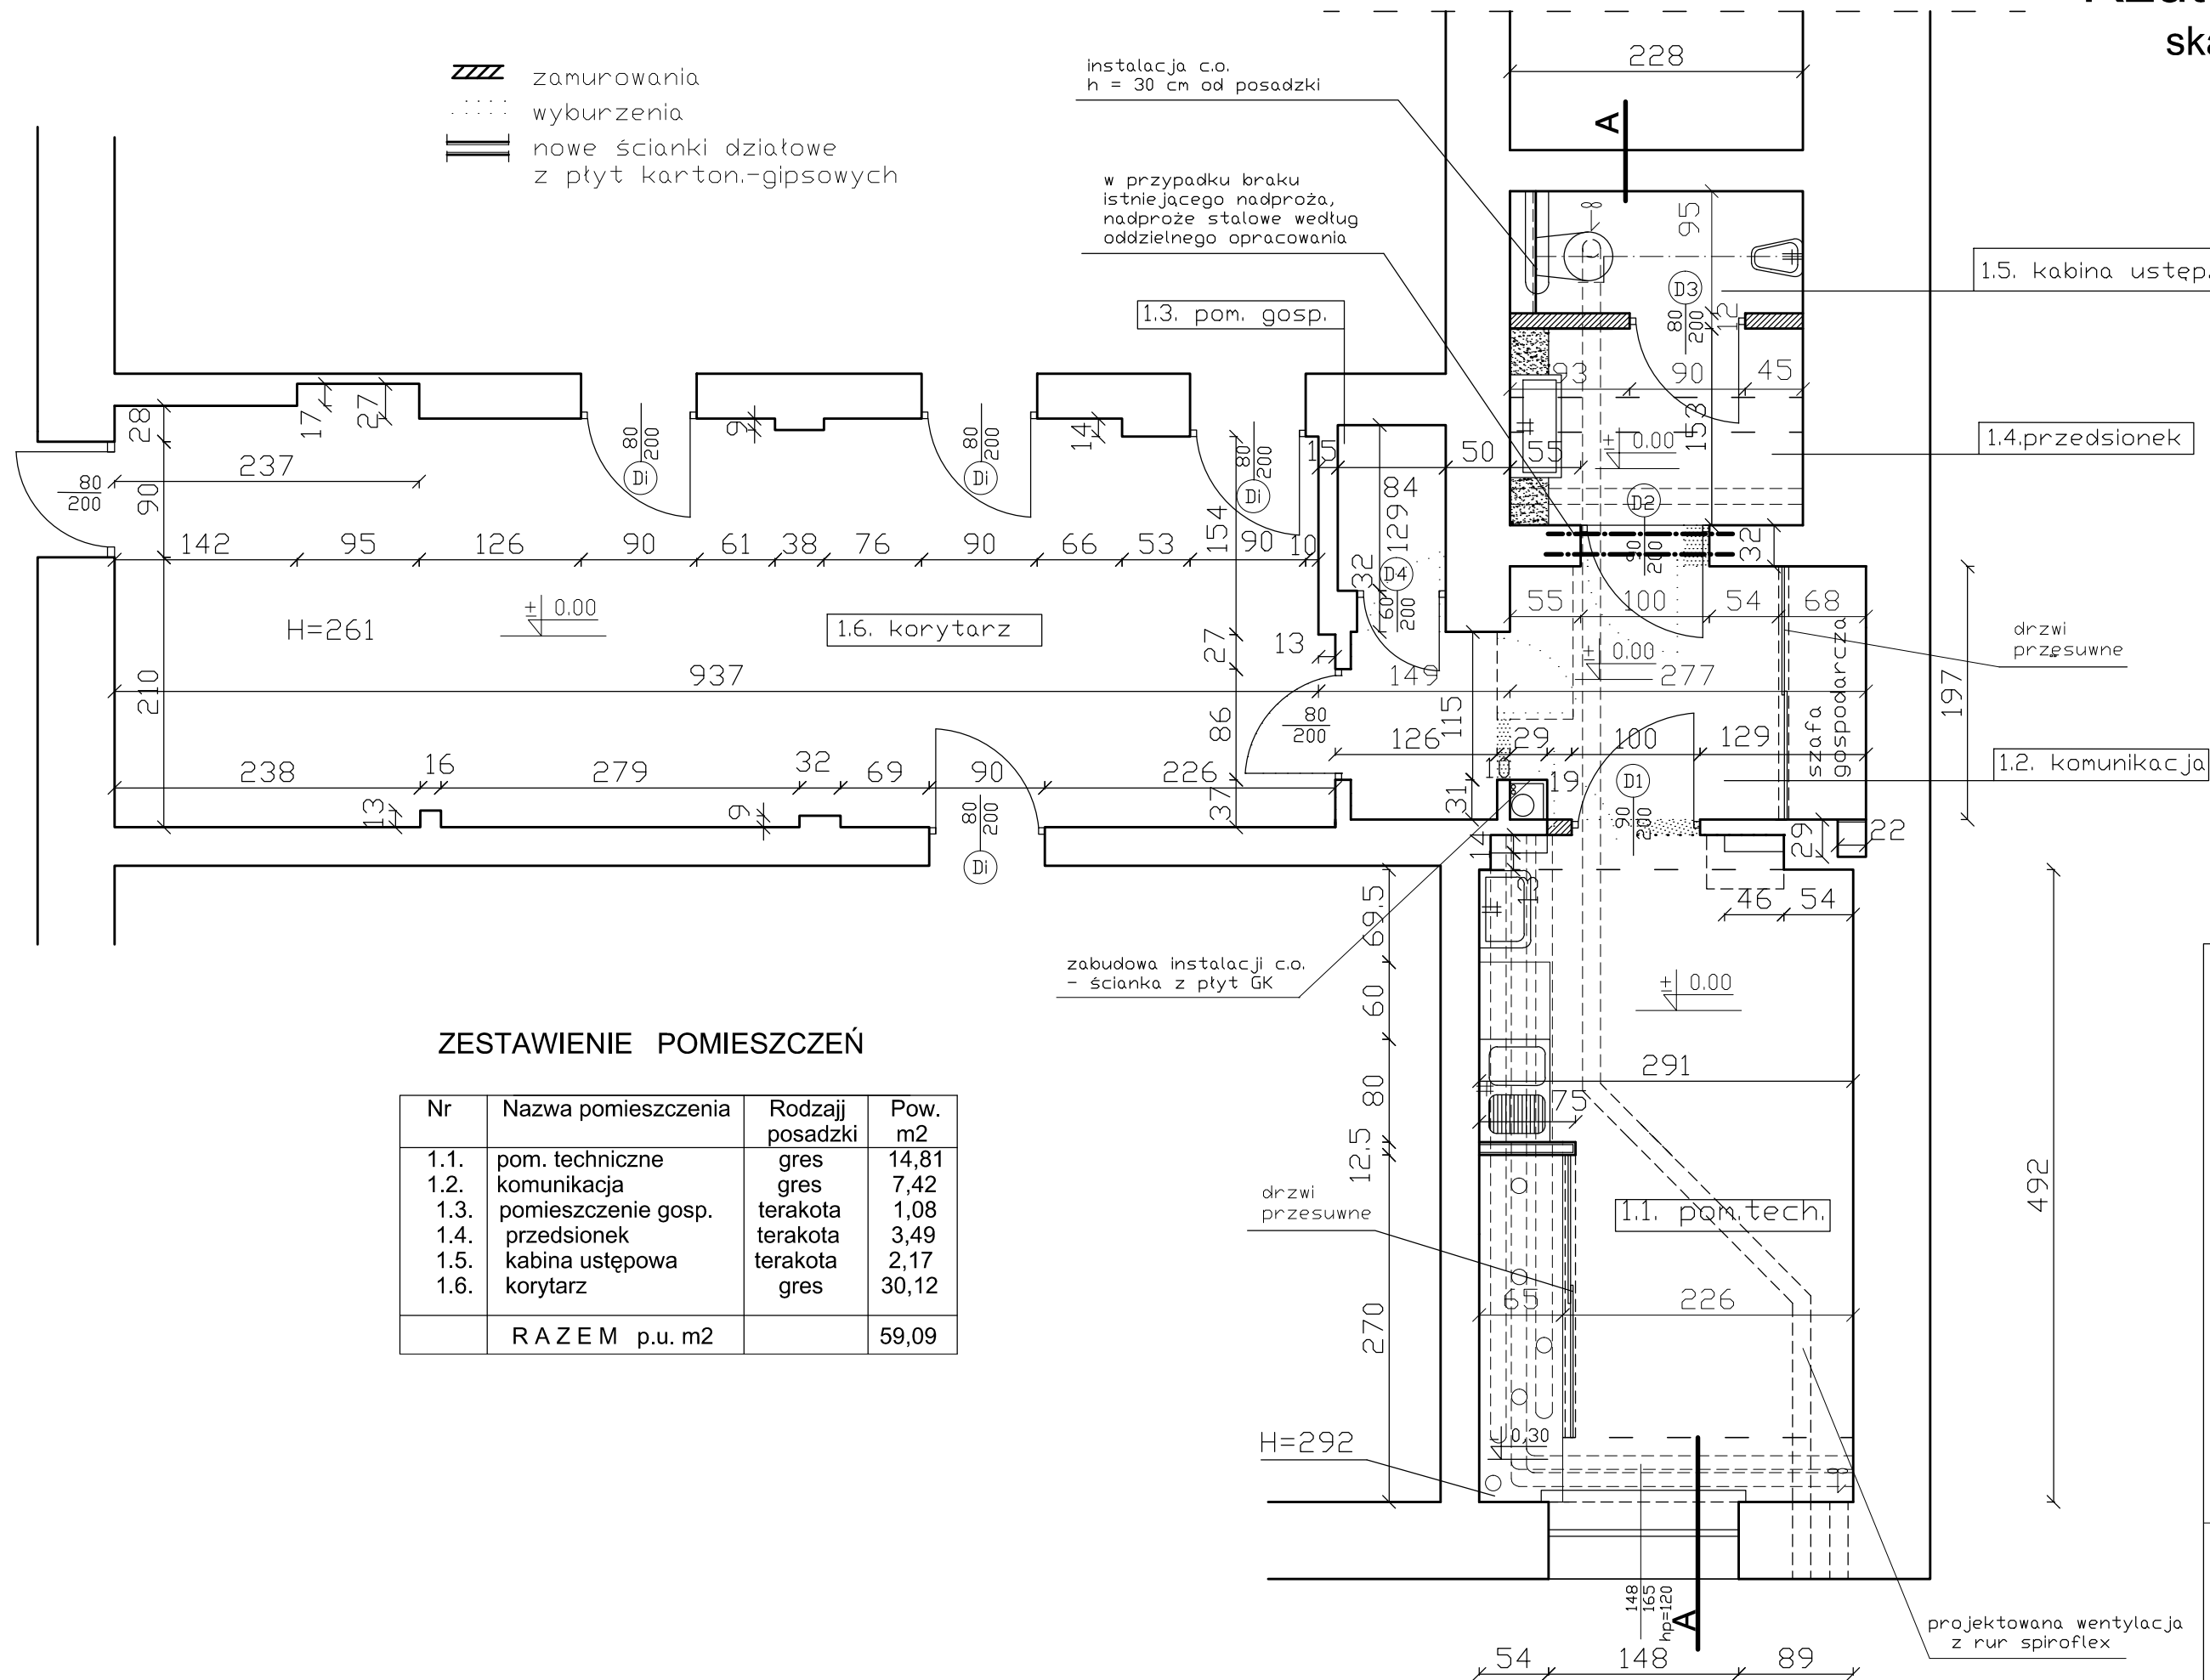 ska
zamurowania
wyburzenia
nowe ścianki działowe
z płyt karton.-gipsowych
instalacja c.o.
h = 30 cm od posadzki
w przypadku braku
istniejącego nadproża,
nadproże stalowe według
oddzielnego opracowania
228
A
8
95
1.5. kabina ustęp.
1.3. pom. gosp.
D3
80
200
12
93
90
45
153
± 0.00
1.4.przedsionek
28
17
27
237
80
200
90
9
14
80
200
Di
80
200
Di
80
200
Di
15
50
55
84
129
154
142
95
126
90
61
38
76
90
66
53
90
10
32
D4
60
200
D2
90
200
32
H=261
± 0.00
1.6. korytarz
13
27
55
100
54
68
drzwi
przesuwne
± 0.00
210
937
149
277
197
szafa
gospodarcza
86
80
200
115
126
29
100
129
1.2. komunikacja
238
16
279
32
69
90
226
37
31
19
D1
90
200
13
9
80
200
Di
14
13
29
22
46
54
69.5
zabudowa instalacji c.o.
- ścianka z płyt GK
± 0.00
60
291
80
75
12.5
drzwi
przesuwne
1.1. pom.tech.
492
65
226
270
H=292
0,30
8
148
165
hp=120
A
54
148
89
projektowana wentylacja
z rur spiroflex
ZESTAWIENIE POMIESZCZEŃ
Nr Nazwa pomieszczenia Rodzajj Pow.
posadzki m2
1.1. pom. techniczne gres 14,81
1.2. komunikacja gres 7,42
1.3. pomieszczenie gosp. terakota 1,08
1.4. przedsionek terakota 3,49
1.5. kabina ustępowa terakota 2,17
1.6. korytarz gres 30,12
R A Z E M p.u. m2 59,09